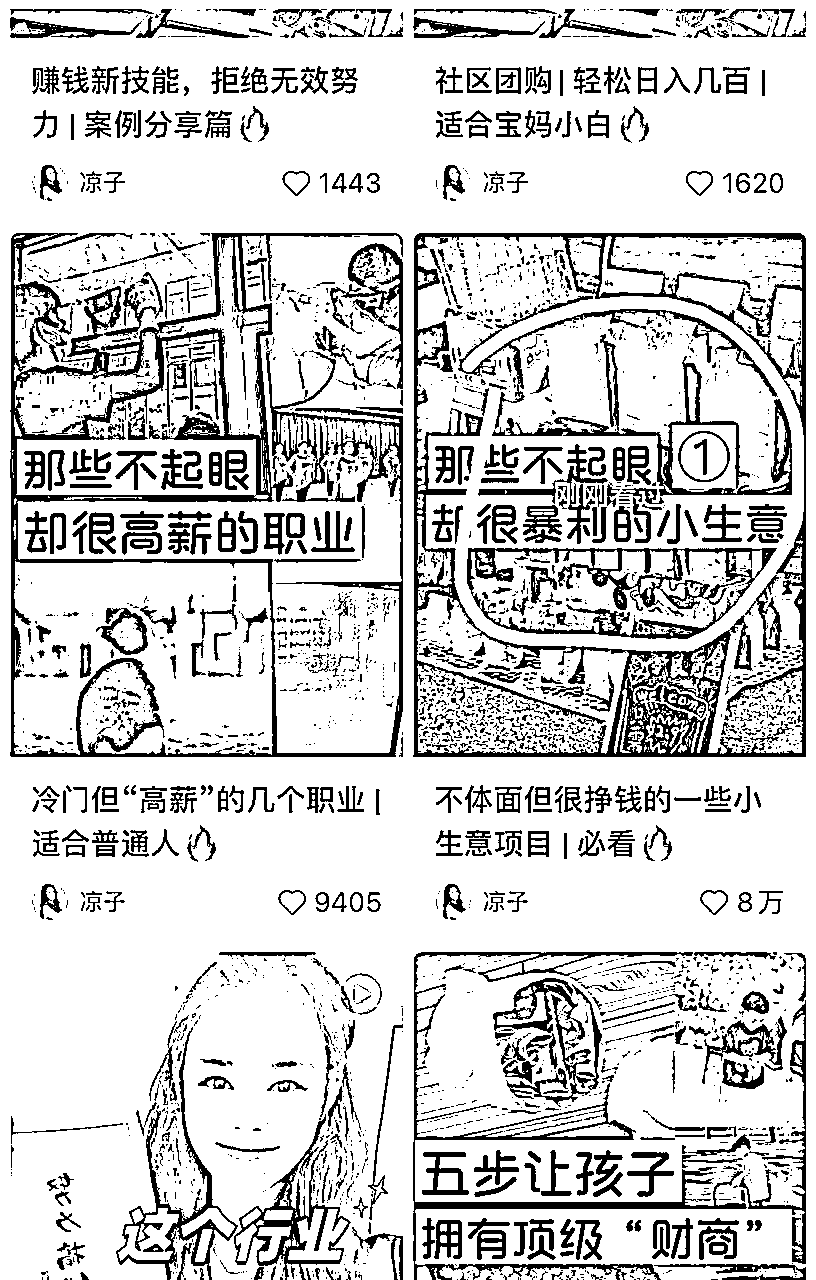 赚钱新技能，拒绝无效努
力 | 案例分享篇
凉子
1443
社区团购 | 轻松日入几百 |
适合宝妈小白
凉子
1620
那些不起眼
却很高薪的职业
冷门但“高薪”的几个职业 |
适合普通人
凉子
9405
那些不起眼
①
刚刚看过
却很暴利的小生意
welcome
不体面但很挣钱的一些小
生意项目 | 必看
凉子
8万
这个行业
五步让孩子
拥有顶级“财商”